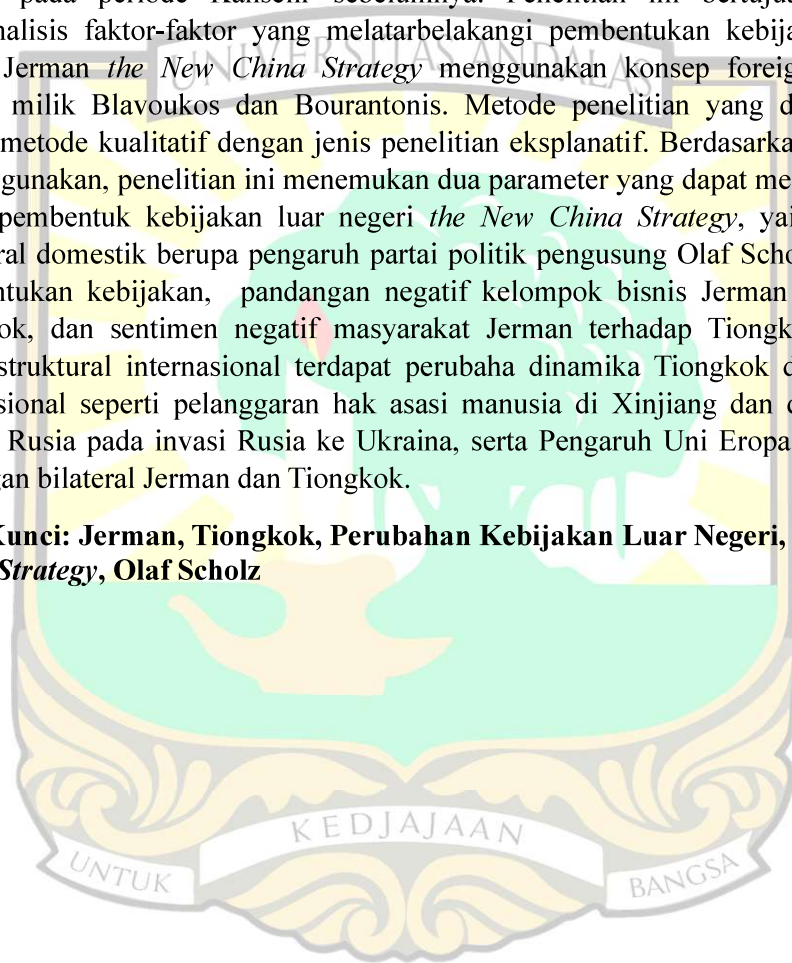 pada periode Kanselir sebelumnya. Penelitian ini
nalisis faktor-faktor yang melatarbelakangi pembentukan kebija
Jerman the New China Strategy menggunakan konsep foreign
milik Blavoukos dan Bourantonis. Metode penelitian yang d
metode kualitatif dengan jenis penelitian eksplanatif. Berdasarka
gunakan, penelitian ini menemukan dua parameter yang dapat me
pembentuk kebijakan luar negeri the New China Strategy, yai
ral domestik berupa pengaruh partai politik pengusung Olaf Scho
ntukan kebijakan, pandangan negatif kelompok bisnis Jerman
ok, dan sentimen negatif masyarakat Jerman terhadap Tiongk
struktural internasional terdapat perubaha dinamika Tiongkok d
sional seperti pelanggaran hak asasi manusia di Xinjiang dan d
Rusia pada invasi Rusia ke Ukraina, serta Pengaruh Uni Eropa
gan bilateral Jerman dan Tiongkok.
Kunci: Jerman, Tiongkok, Perubahan Kebijakan Luar Negeri,
Strategy, Olaf Scholz
UNIVERSITAS ANDALAS
KEDJAJAAN
UNTUK BANGSA